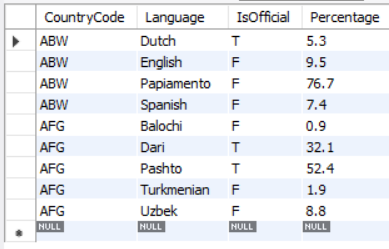 CountryCode Language IsOfficial Percentage
ABW Dutch T 5.3
ABW English F 9.5
ABW Papiamento F 76.7
ABW Spanish F 7.4
AFG Balochi F 0.9
AFG Dari T 32.1
AFG Pashto T 52.4
AFG Turkmenian F 1.9
AFG Uzbek F 8.8
NULL NULL NULL NULL